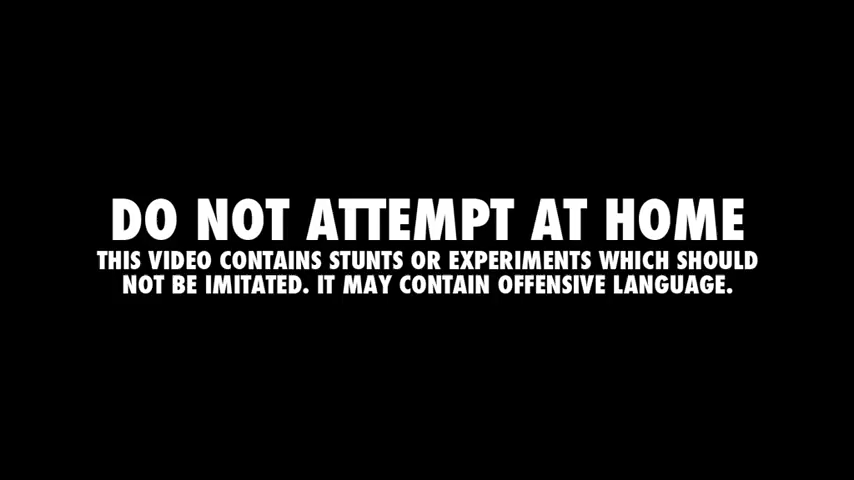 DO NOT ATTEMPT AT HOME
THIS VIDEO CONTAINS STUNTS OR EXPERIMENTS WHICH SHOULD
NOT BE IMITATED. IT MAY CONTAIN OFFENSIVE LANGUAGE.